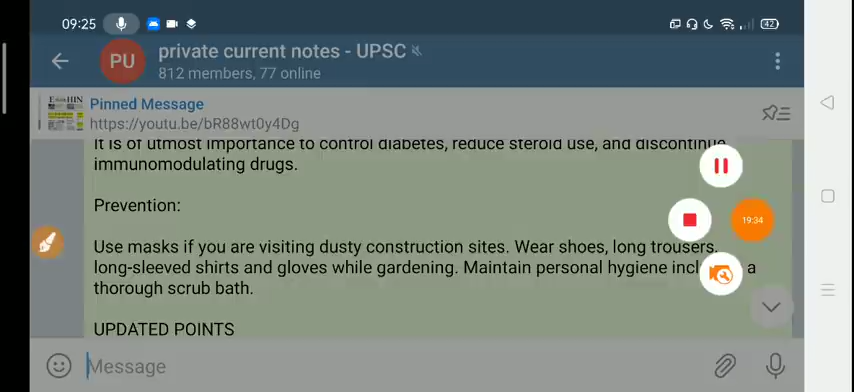 09:25
42
private current notes - UPSC
PU
812 members, 77 online
Pinned Message
https://youtu.be/bR88wt0y4Dg
It is of utmost importance to control diabetes, reduce steroid use, and discontinue
immunomodulating drugs.
Prevention:
19:34
Use masks if you are visiting dusty construction sites. Wear shoes, long trousers,
long-sleeved shirts and gloves while gardening. Maintain personal hygiene incl a
thorough scrub bath.
UPDATED POINTS
Message